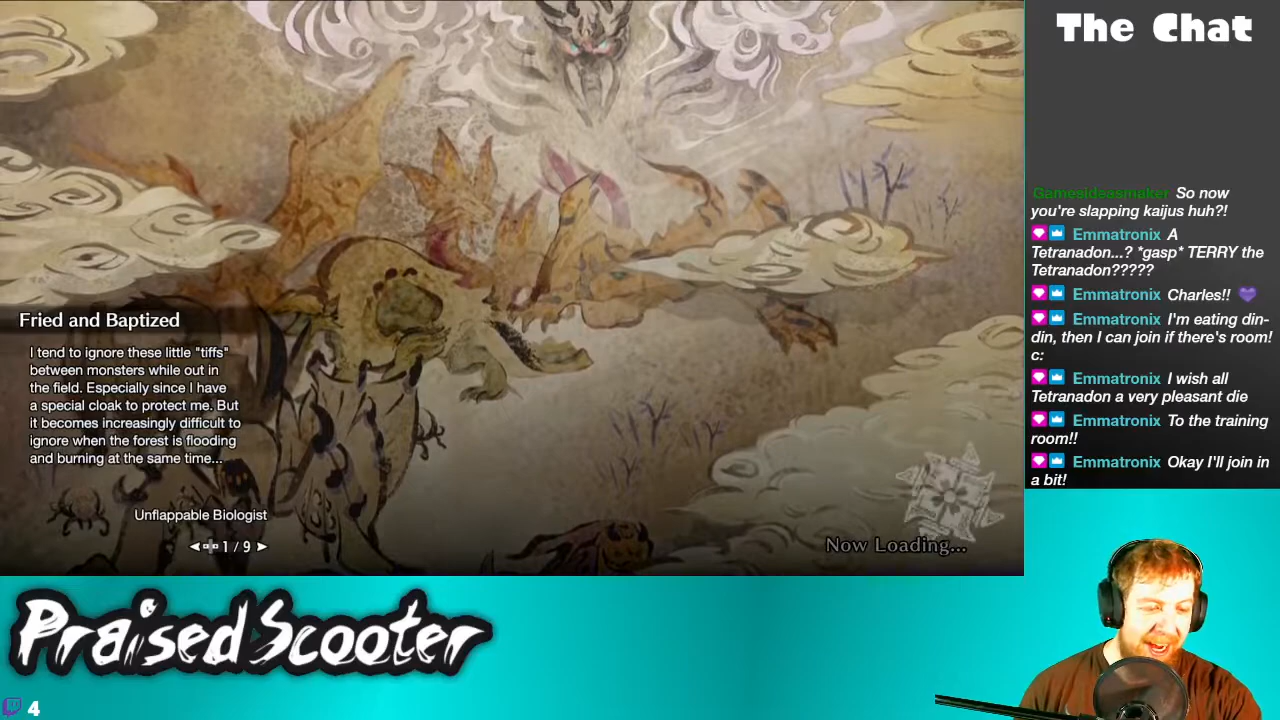 The Chat
Gamesideasmaker So now
you're slapping kaijus huh?!
Emmatronix A
Tetranadon...? *gasp* TERRY the
Tetranadon?????
Emmatronix Charles!!
Emmatronix I'm eating din-
din, then I can join if there's room!
c:
Emmatronix I wish all
Tetranadon a very pleasant die
Emmatronix To the training
room!!
Emmatronix Okay I'll join in
a bit!
Fried and Baptized
I tend to ignore these little "tiffs"
between monsters while out in
the field. Especially since I have
a special cloak to protect me. But
it becomes increasingly difficult to
ignore when the forest is flooding
and burning at the same time...
Unflappable Biologist
1 / 9
Now Loading...
PraisedScooter
4